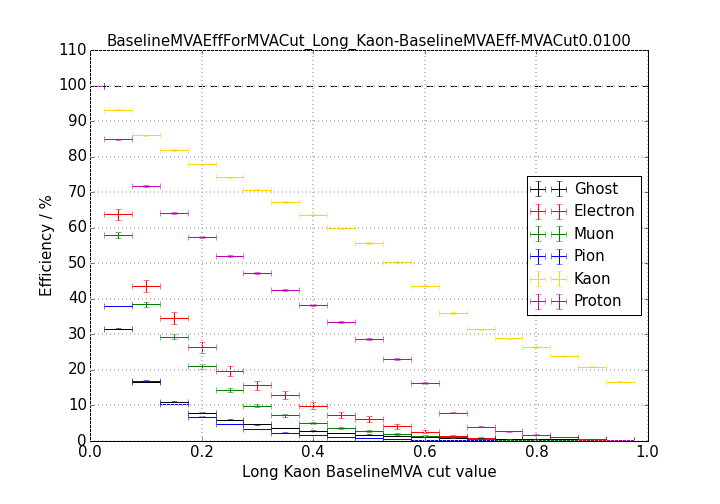 BaselineMVAEffForMVACut_Long_Kaon-BaselineMVAEff-MVACut0.0100
110
100
90
80
70
60
50
40
30
20
10
0
Efficiency / %
Ghost
Electron
Muon
Pion
Kaon
Proton
0.0 0.2 0.4 0.6 0.8 1.0
Long Kaon BaselineMVA cut value